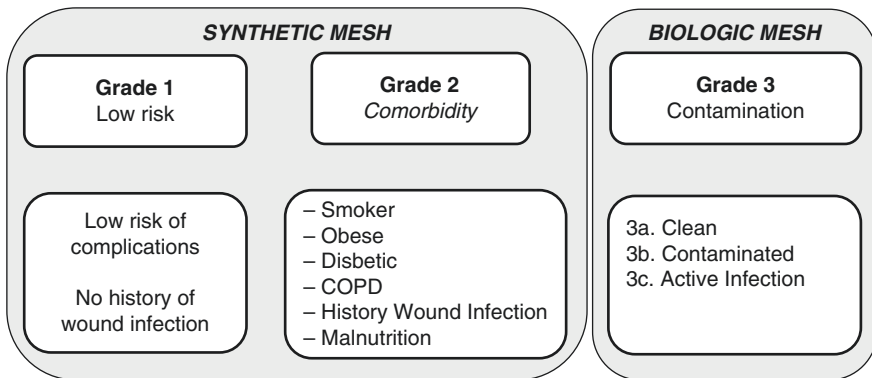 SYNTHETIC MESH
Grade 1
Low risk
Grade 2
Comorbidity
Low risk of
complications
No history of
wound infection
– Smoker
– Obese
– Disbetic
– COPD
– History Wound Infection
– Malnutrition
BIOLOGIC MESH
Grade 3
Contamination
3a. Clean
3b. Contaminated
3c. Active Infection